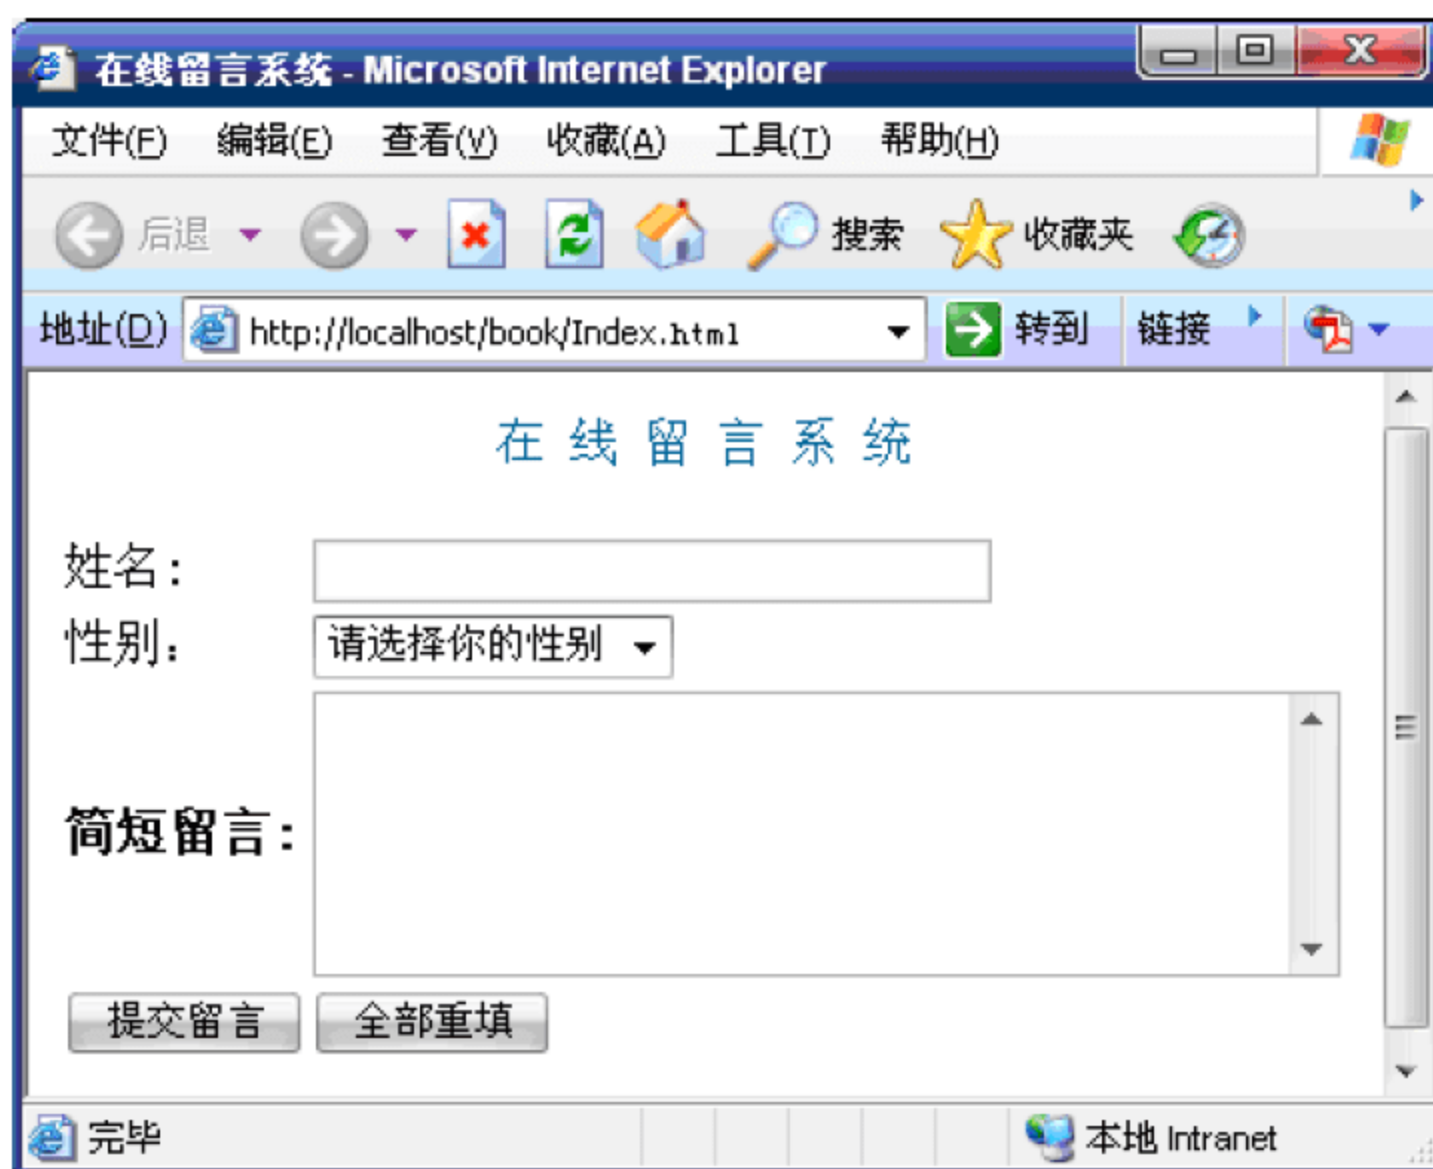 在线留言系统 - Microsoft Internet Explorer
文件(F) 编辑(E) 查看(V) 收藏(A) 工具(T) 帮助(H)
后退 搜索 收藏夹
地址(D) http://localhost/book/Index.html 转到 链接
在 线 留 言 系 统
姓名：
性别： 请选择你的性别
简短留言：
提交留言 全部重填
完毕 本地 Intranet